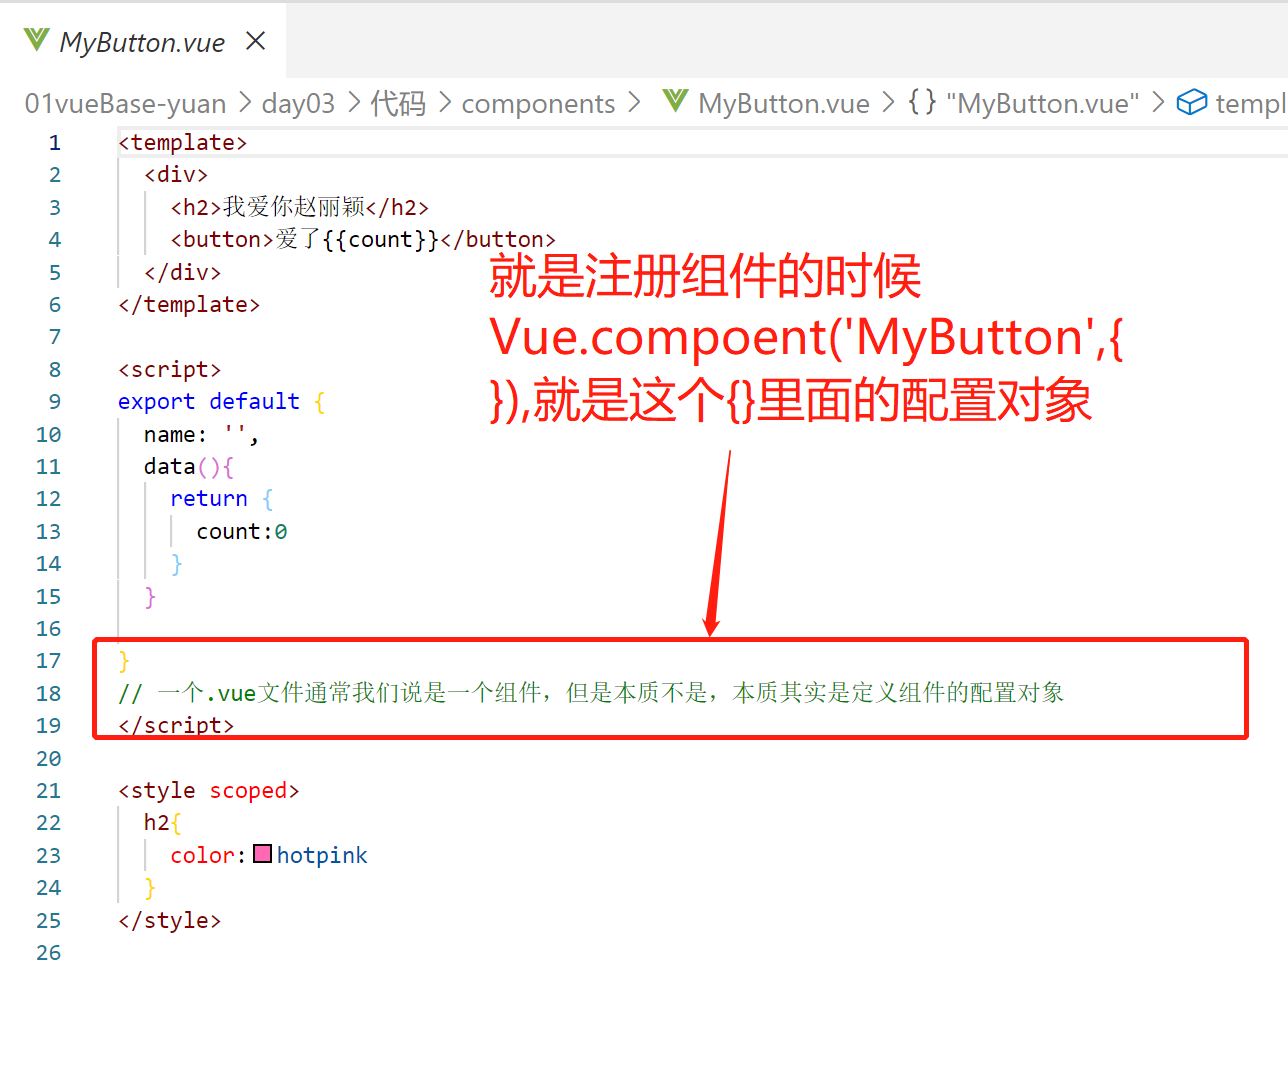 MyButton.vue ×
01vueBase-yuan > day03 > 代码 > components > MyButton.vue > {} "MyButton.vue" > templ
1 <template>
2 <div>
3 <h2>我爱你赵丽颖</h2>
4 <button>爱了{{count}}</button>
5 </div>
6 </template>
7
8 <script>
9 export default {
10 name: '',
11 data(){
12 return {
13 count:0
14 }
15 }
16
17 }
18 // 一个.vue文件通常我们说是一个组件，但是本质不是，本质其实是定义组件的配置对象
19 </script>
20
21 <style scoped>
22 h2{
23 color:hotpink
24 }
25 </style>
26
就是注册组件的时候
Vue.compoent('MyButton',{
}),就是这个{}里面的配置对象